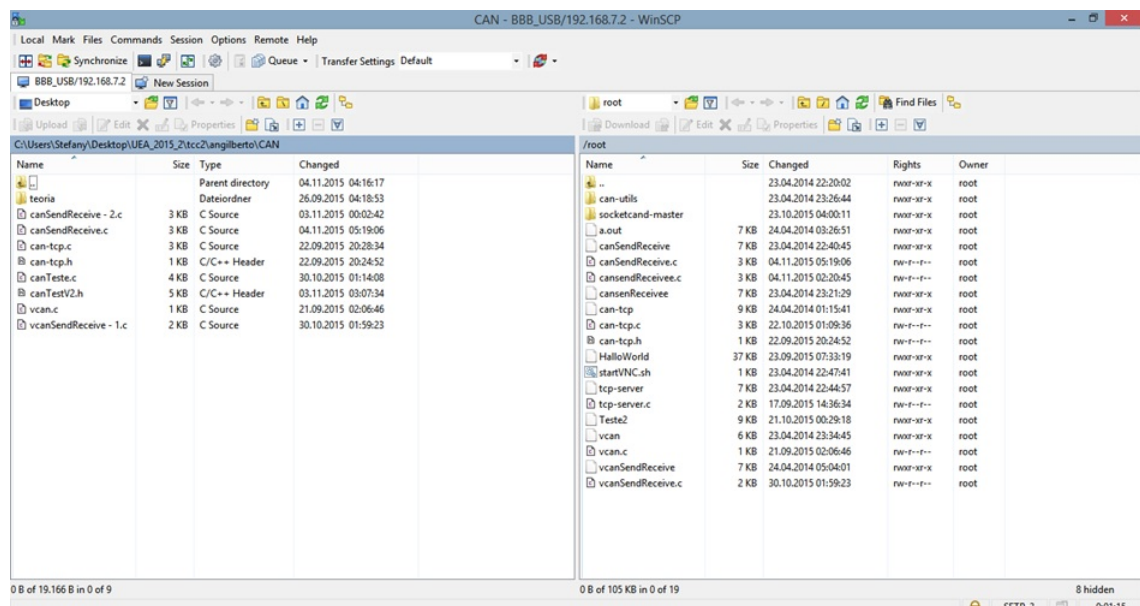 CAN - BBB_USB/192.168.7.2 - WinSCP
Local Mark Files Commands Session Options Remote Help
Synchronize Queue Transfer Settings Default
BBB_USB/192.168.7.2 New Session
Desktop root Find Files
Upload Edit Properties Download Edit Properties
C:\Users\Stefany\Desktop\UEA_2015_2\tcc2\angilberto\CAN
Name Size Type Changed
.. Parent directory 04.11.2015 04:16:17
teoria Dateiordner 26.09.2015 04:18:53
canSendReceive - 2.c 3 KB C Source 03.11.2015 00:02:42
canSendReceive.c 3 KB C Source 04.11.2015 05:19:06
can-tcp.c 3 KB C Source 22.09.2015 20:28:34
can-tcp.h 1 KB C/C++ Header 22.09.2015 20:24:52
canTeste.c 4 KB C Source 30.10.2015 01:14:08
canTestV2.h 5 KB C/C++ Header 03.11.2015 03:07:34
vcan.c 1 KB C Source 21.09.2015 02:06:46
vcanSendReceive - 1.c 2 KB C Source 30.10.2015 01:59:23
0 B of 19.166 B in 0 of 9
/root
Name Size Changed Rights Owner
.. 23.04.2014 22:20:02 rwxr-xr-x root
can-utils 23.04.2014 23:26:44 rwxr-xr-x root
socketcand-master 23.10.2015 04:00:11 rwxr-xr-x root
a.out 7 KB 24.04.2014 03:26:51 rwxr-xr-x root
canSendReceive 7 KB 23.04.2014 22:40:45 rwxr-xr-x root
canSendReceive.c 3 KB 04.11.2015 05:19:06 rw-r--r-- root
cansendReceivee.c 3 KB 04.11.2015 02:20:45 rw-r--r-- root
cansenReceivee 7 KB 23.04.2014 23:21:29 rwxr-xr-x root
can-tcp 9 KB 24.04.2014 01:15:41 rwxr-xr-x root
can-tcp.c 3 KB 22.10.2015 01:09:36 rw-r--r-- root
can-tcp.h 1 KB 22.09.2015 20:24:52 rw-r--r-- root
HalloWorld 37 KB 23.09.2015 07:33:19 rwxr-xr-x root
startVNC.sh 1 KB 23.04.2014 22:47:41 rwxr-xr-x root
tcp-server 7 KB 23.04.2014 22:44:57 rwxr-xr-x root
tcp-server.c 2 KB 17.09.2015 14:36:34 rw-r--r-- root
Teste2 9 KB 21.10.2015 00:29:18 rwxr-xr-x root
vcan 6 KB 23.04.2014 23:34:45 rwxr-xr-x root
vcan.c 1 KB 21.09.2015 02:06:46 rw-r--r-- root
vcanSendReceive 7 KB 24.04.2014 05:04:01 rwxr-xr-x root
vcanSendReceive.c 2 KB 30.10.2015 01:59:23 rw-r--r-- root
0 B of 105 KB in 0 of 19 8 hidden
SFTP-3 0:01:15